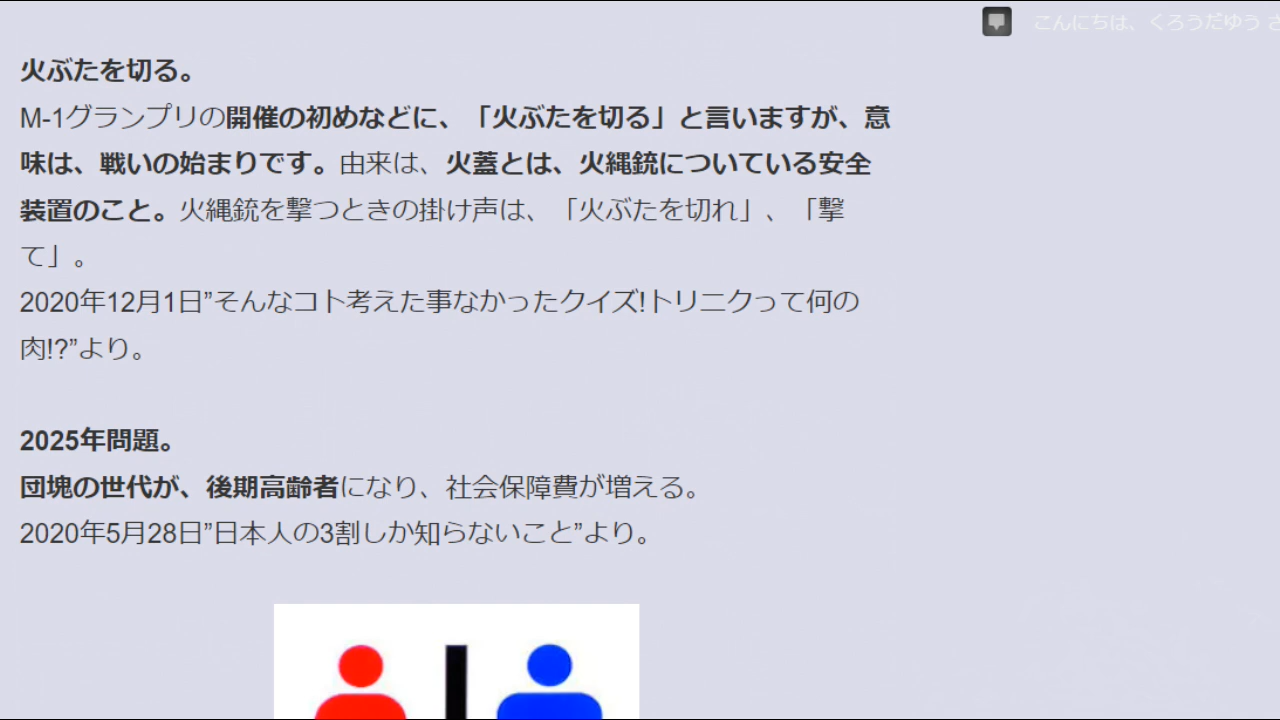 こんにちは、くろうだゆう さ
火ぶたを切る。
M-1グランプリの開催の初めなどに、「火ぶたを切る」と言いますが、意
味は、戦いの始まりです。由来は、火蓋とは、火縄銃についている安全
装置のこと。火縄銃を撃つときの掛け声は、「火ぶたを切れ」、「撃
て」。
2020年12月1日”そんなコト考えた事なかったクイズ!トリニクって何の
肉!?”より。
2025年問題。
団塊の世代が、後期高齢者になり、社会保障費が増える。
2020年5月28日”日本人の3割しか知らないこと”より。